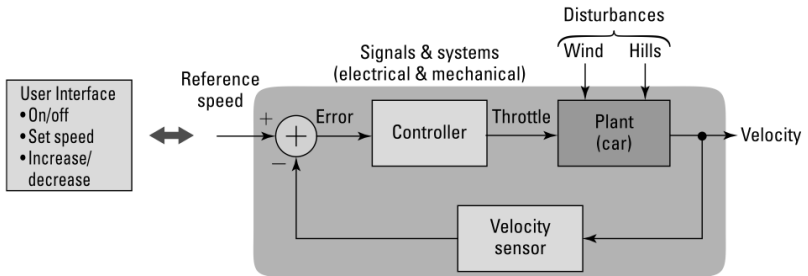 Disturbances
Wind Hills
Signals & systems
(electrical & mechanical)
User Interface
• On/off
• Set speed
• Increase/
decrease
Reference
speed
+
+
−
Error
Controller
Throttle
Plant
(car)
Velocity
Velocity
sensor